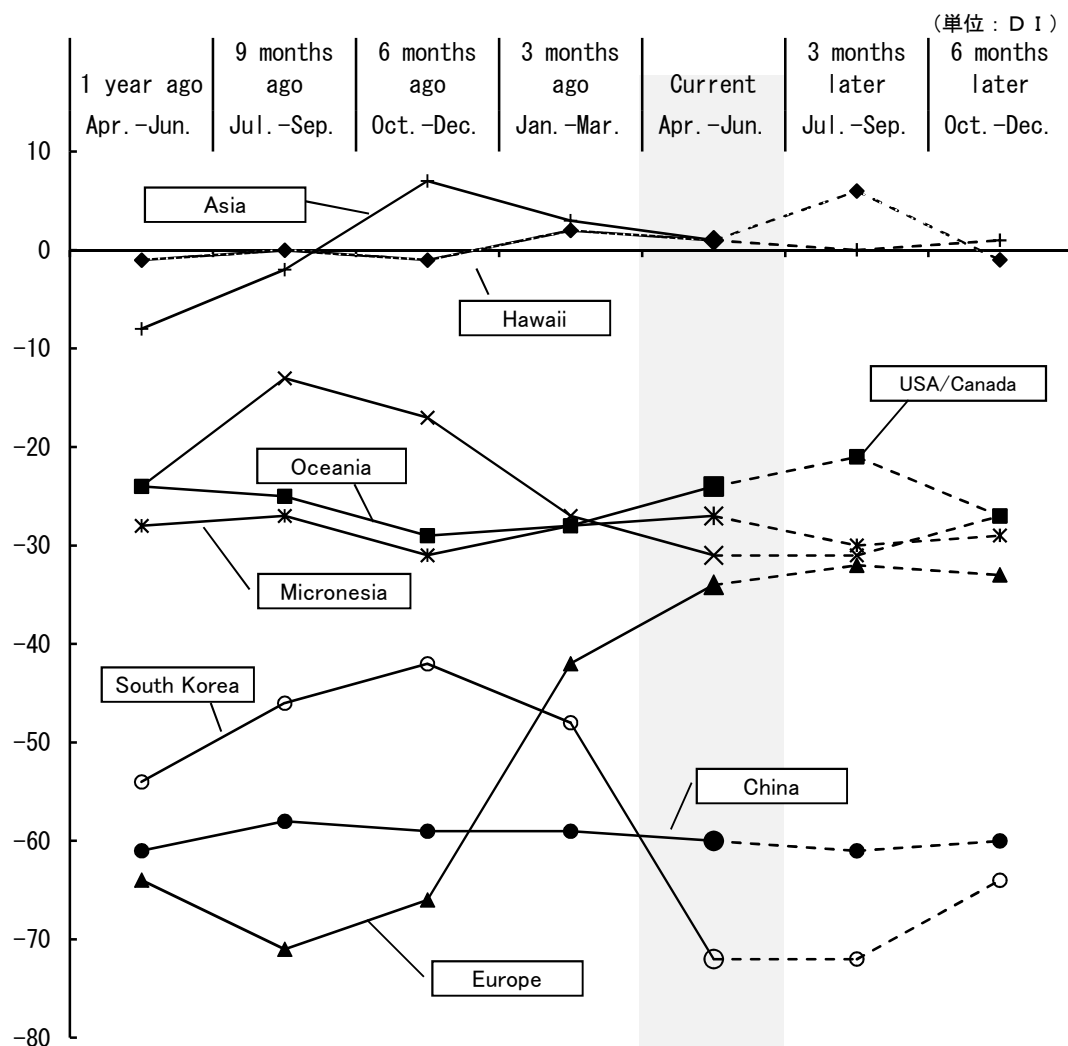 (単位：ＤＩ)
1 year ago
9 months
ago
6 months
ago
3 months
ago
Current
3 months
later
6 months
later
Apr.-Jun.
Jul.-Sep.
Oct.-Dec.
Jan.-Mar.
Apr.-Jun.
Jul.-Sep.
Oct.-Dec.
10
0
-10
-20
-30
-40
-50
-60
-70
-80
Asia
Hawaii
USA/Canada
Oceania
Micronesia
South Korea
China
Europe